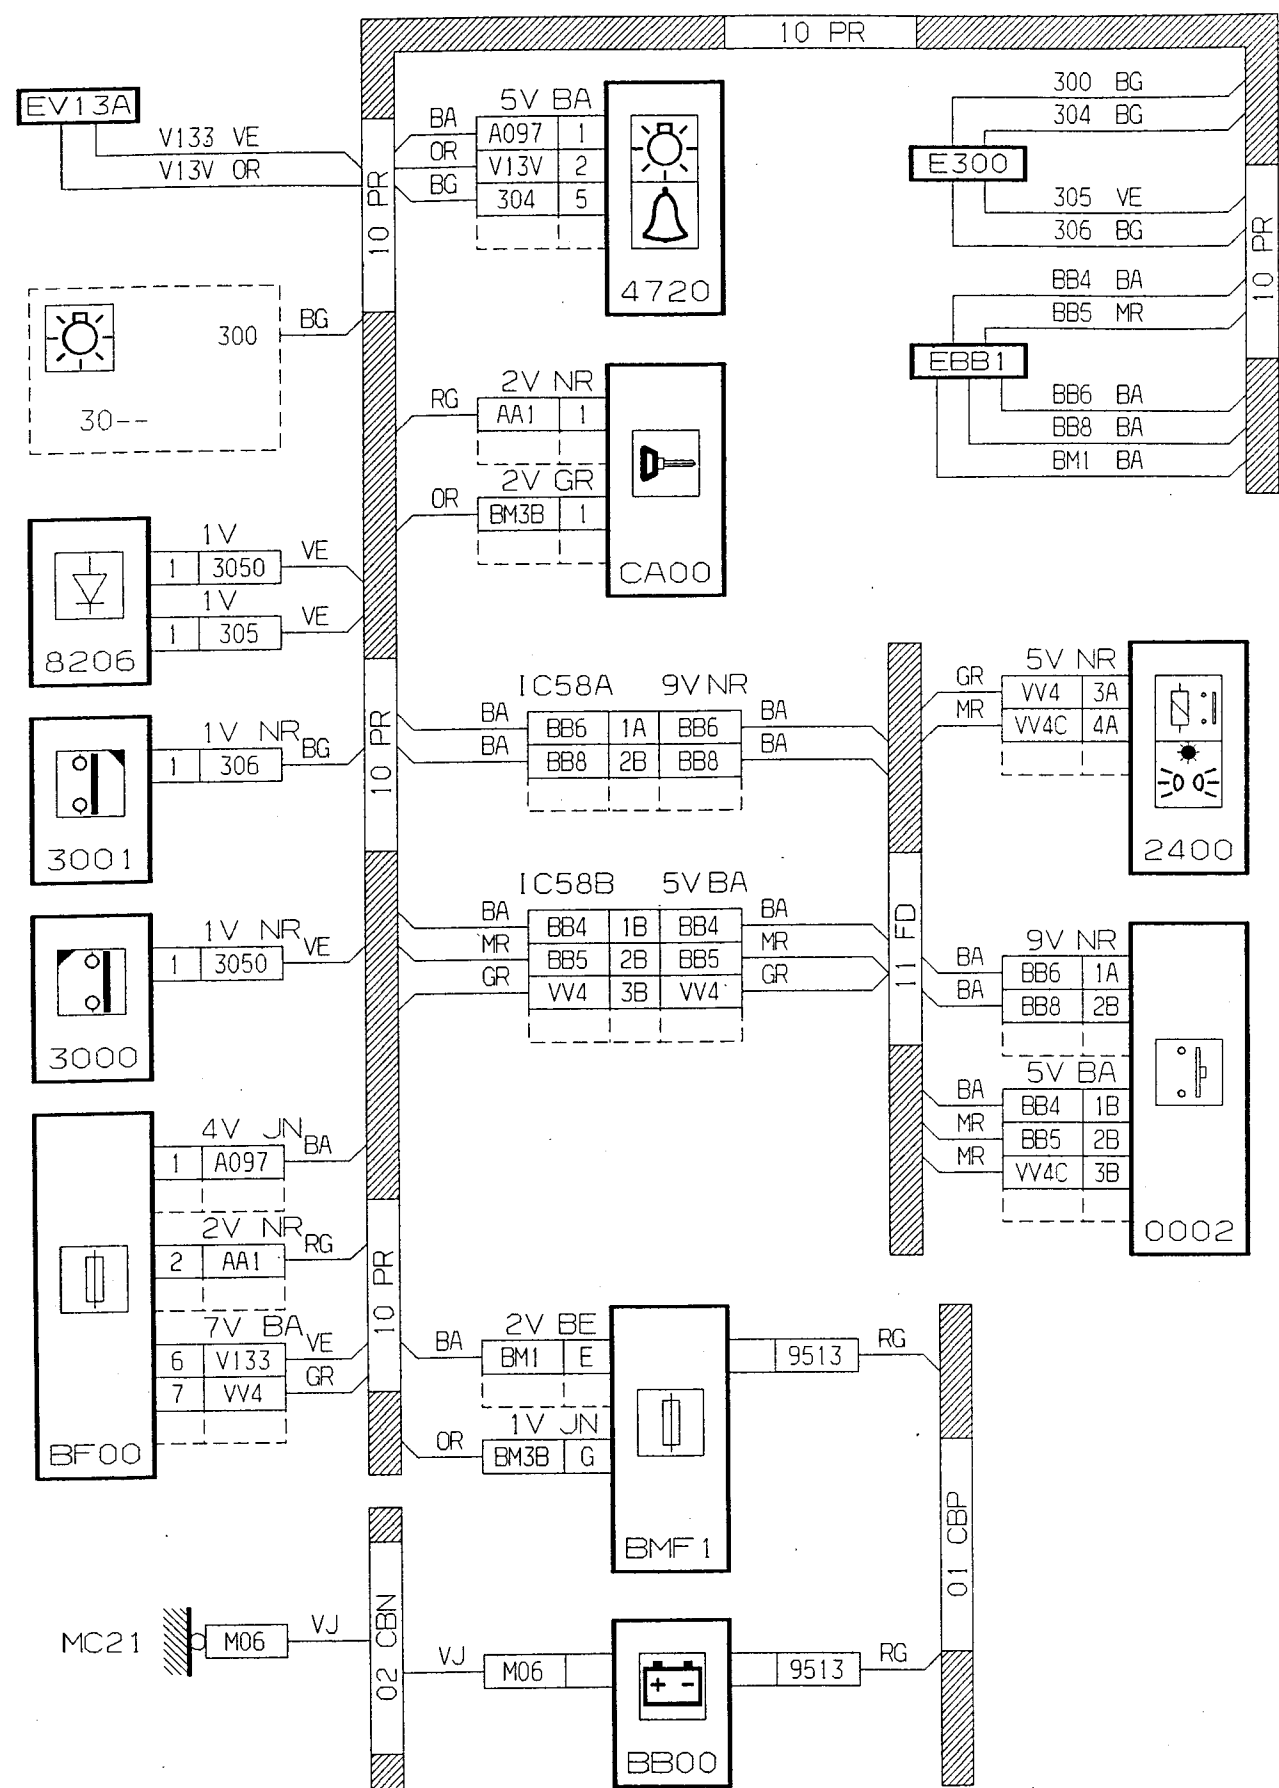 10 PR
EV13A
V133 VE
V13V OR
10 PR
5V BA
BA A097 1
OR V13V 2
BG 304 5
4720
300 BG
304 BG
E300
305 VE
306 BG
10 PR
BB4 BA
BB5 MR
EBB1
BB6 BA
BB8 BA
BM1 BA
300 BG
30--
2V NR
RG AA1 1
2V GR
OR BM3B 1
CA00
1V
1 3050 VE
1V
1 305 VE
8206
10 PR
IC58A 9V NR
BA BB6 1A BB6 BA
BA BB8 2B BB8 BA
5V NR
GR VV4 3A
MR VV4C 4A
2400
1V NR
1 306 BG
3001
IC58B 5V BA
BA BB4 1B BB4 BA
MR BB5 2B BB5 MR
GR VV4 3B VV4 GR
11 FD
1V NR
1 3050 VE
3000
9V NR
BA BB6 1A
BA BB8 2B
5V BA
BA BB4 1B
MR BB5 2B
MR VV4C 3B
0002
4V JN
1 A097 BA
2V NR
2 AA1 RG
7V BA
6 V133 VE
7 VV4 GR
BF00
10 PR
2V BE
BA BM1 E
1V JN
OR BM3B G
9513 RG
BMF1
01 CBP
MC21 M06 VJ
02 CBN
VJ M06
9513 RG
+ -
BB00